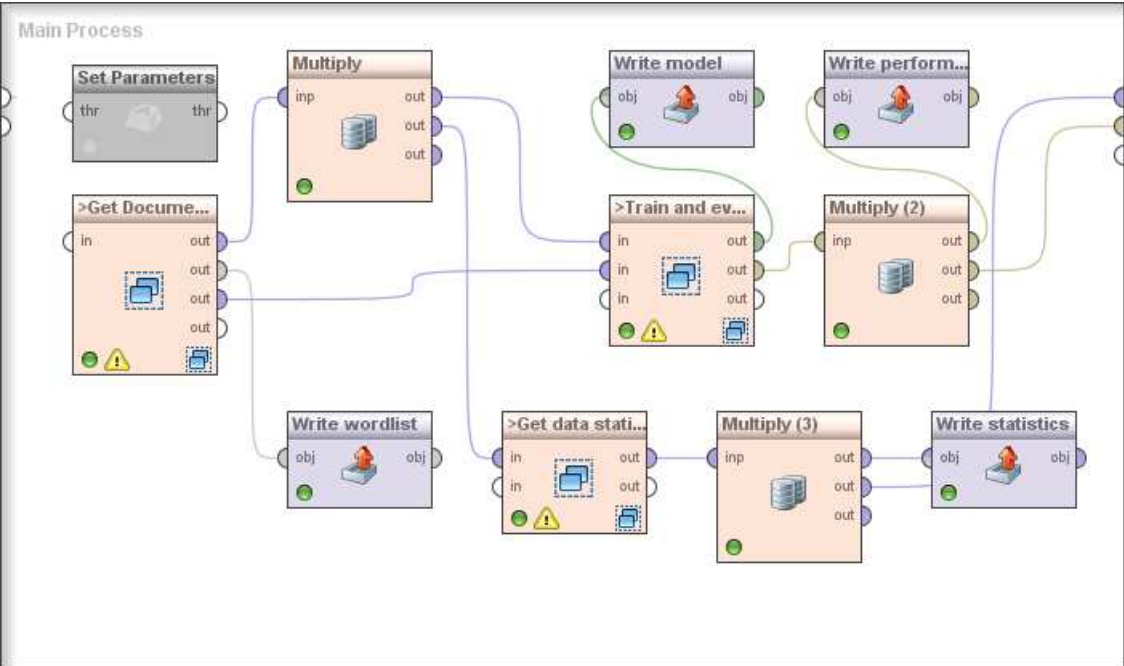 Main Process
Set Parameters
thr thr
Multiply
inp out
out
out
Write model
obj obj
Write perform...
obj obj
>Get Docume...
in out
out
out
out
>Train and ev...
in out
in out
in out
Multiply (2)
inp out
out
out
Write wordlist
obj obj
>Get data stati...
in out
in out
Multiply (3)
inp out
out
out
Write statistics
obj obj